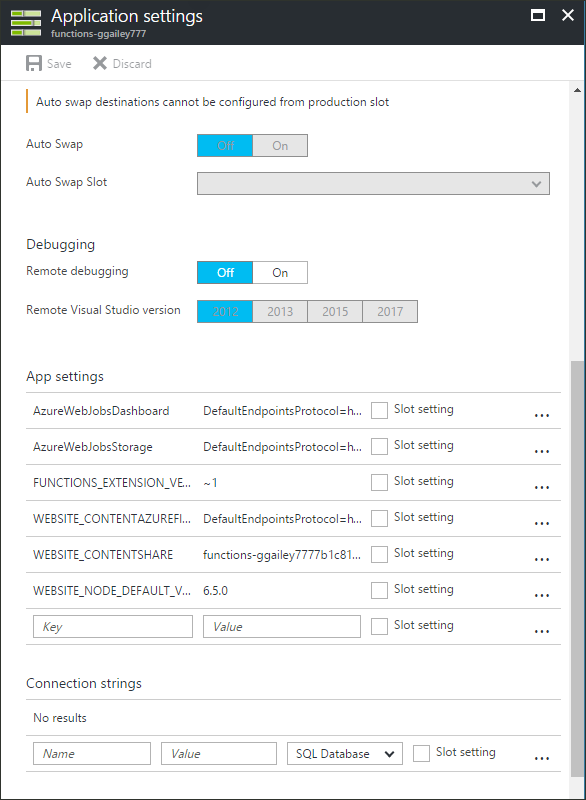 Application settings
functions-ggailey777
Save Discard
Auto swap destinations cannot be configured from production slot
Auto Swap Off On
Auto Swap Slot
Debugging
Remote debugging Off On
Remote Visual Studio version 2012 2013 2015 2017
App settings
AzureWebJobsDashboard DefaultEndpointsProtocol=h... Slot setting ...
AzureWebJobsStorage DefaultEndpointsProtocol=h... Slot setting ...
FUNCTIONS_EXTENSION_VE... ~1 Slot setting ...
WEBSITE_CONTENTAZUREFI... DefaultEndpointsProtocol=h... Slot setting ...
WEBSITE_CONTENTSHARE functions-ggailey7777b1c81... Slot setting ...
WEBSITE_NODE_DEFAULT_V... 6.5.0 Slot setting ...
Key Value Slot setting ...
Connection strings
No results
Name Value SQL Database Slot setting ...